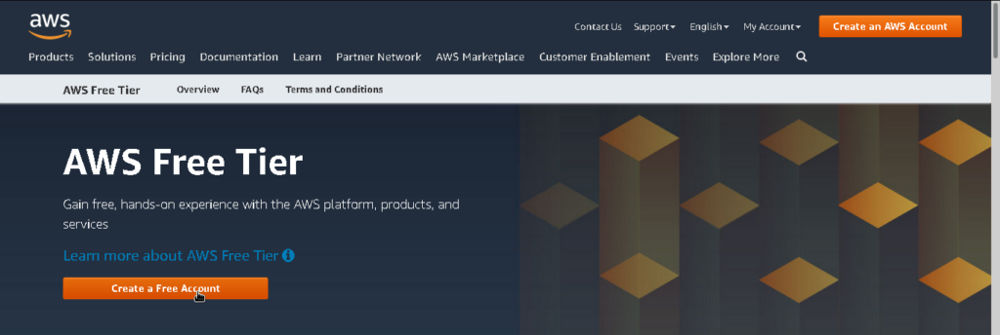 aws
Contact Us Support English My Account Create an AWS Account
Products Solutions Pricing Documentation Learn Partner Network AWS Marketplace Customer Enablement Events Explore More
AWS Free Tier Overview FAQs Terms and Conditions
AWS Free Tier
Gain free, hands-on experience with the AWS platform, products, and
services
Learn more about AWS Free Tier
Create a Free Account